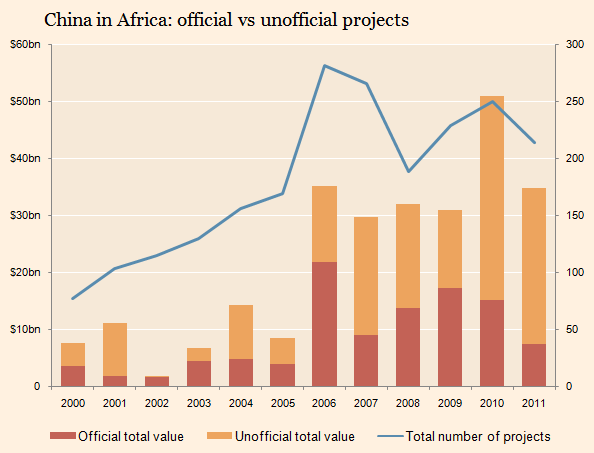 China in Africa: official vs unofficial projects
$60bn 300
$50bn 250
$40bn 200
$30bn 150
$20bn 100
$10bn 50
0 0
2000 2001 2002 2003 2004 2005 2006 2007 2008 2009 2010 2011
Official total value Unofficial total value Total number of projects